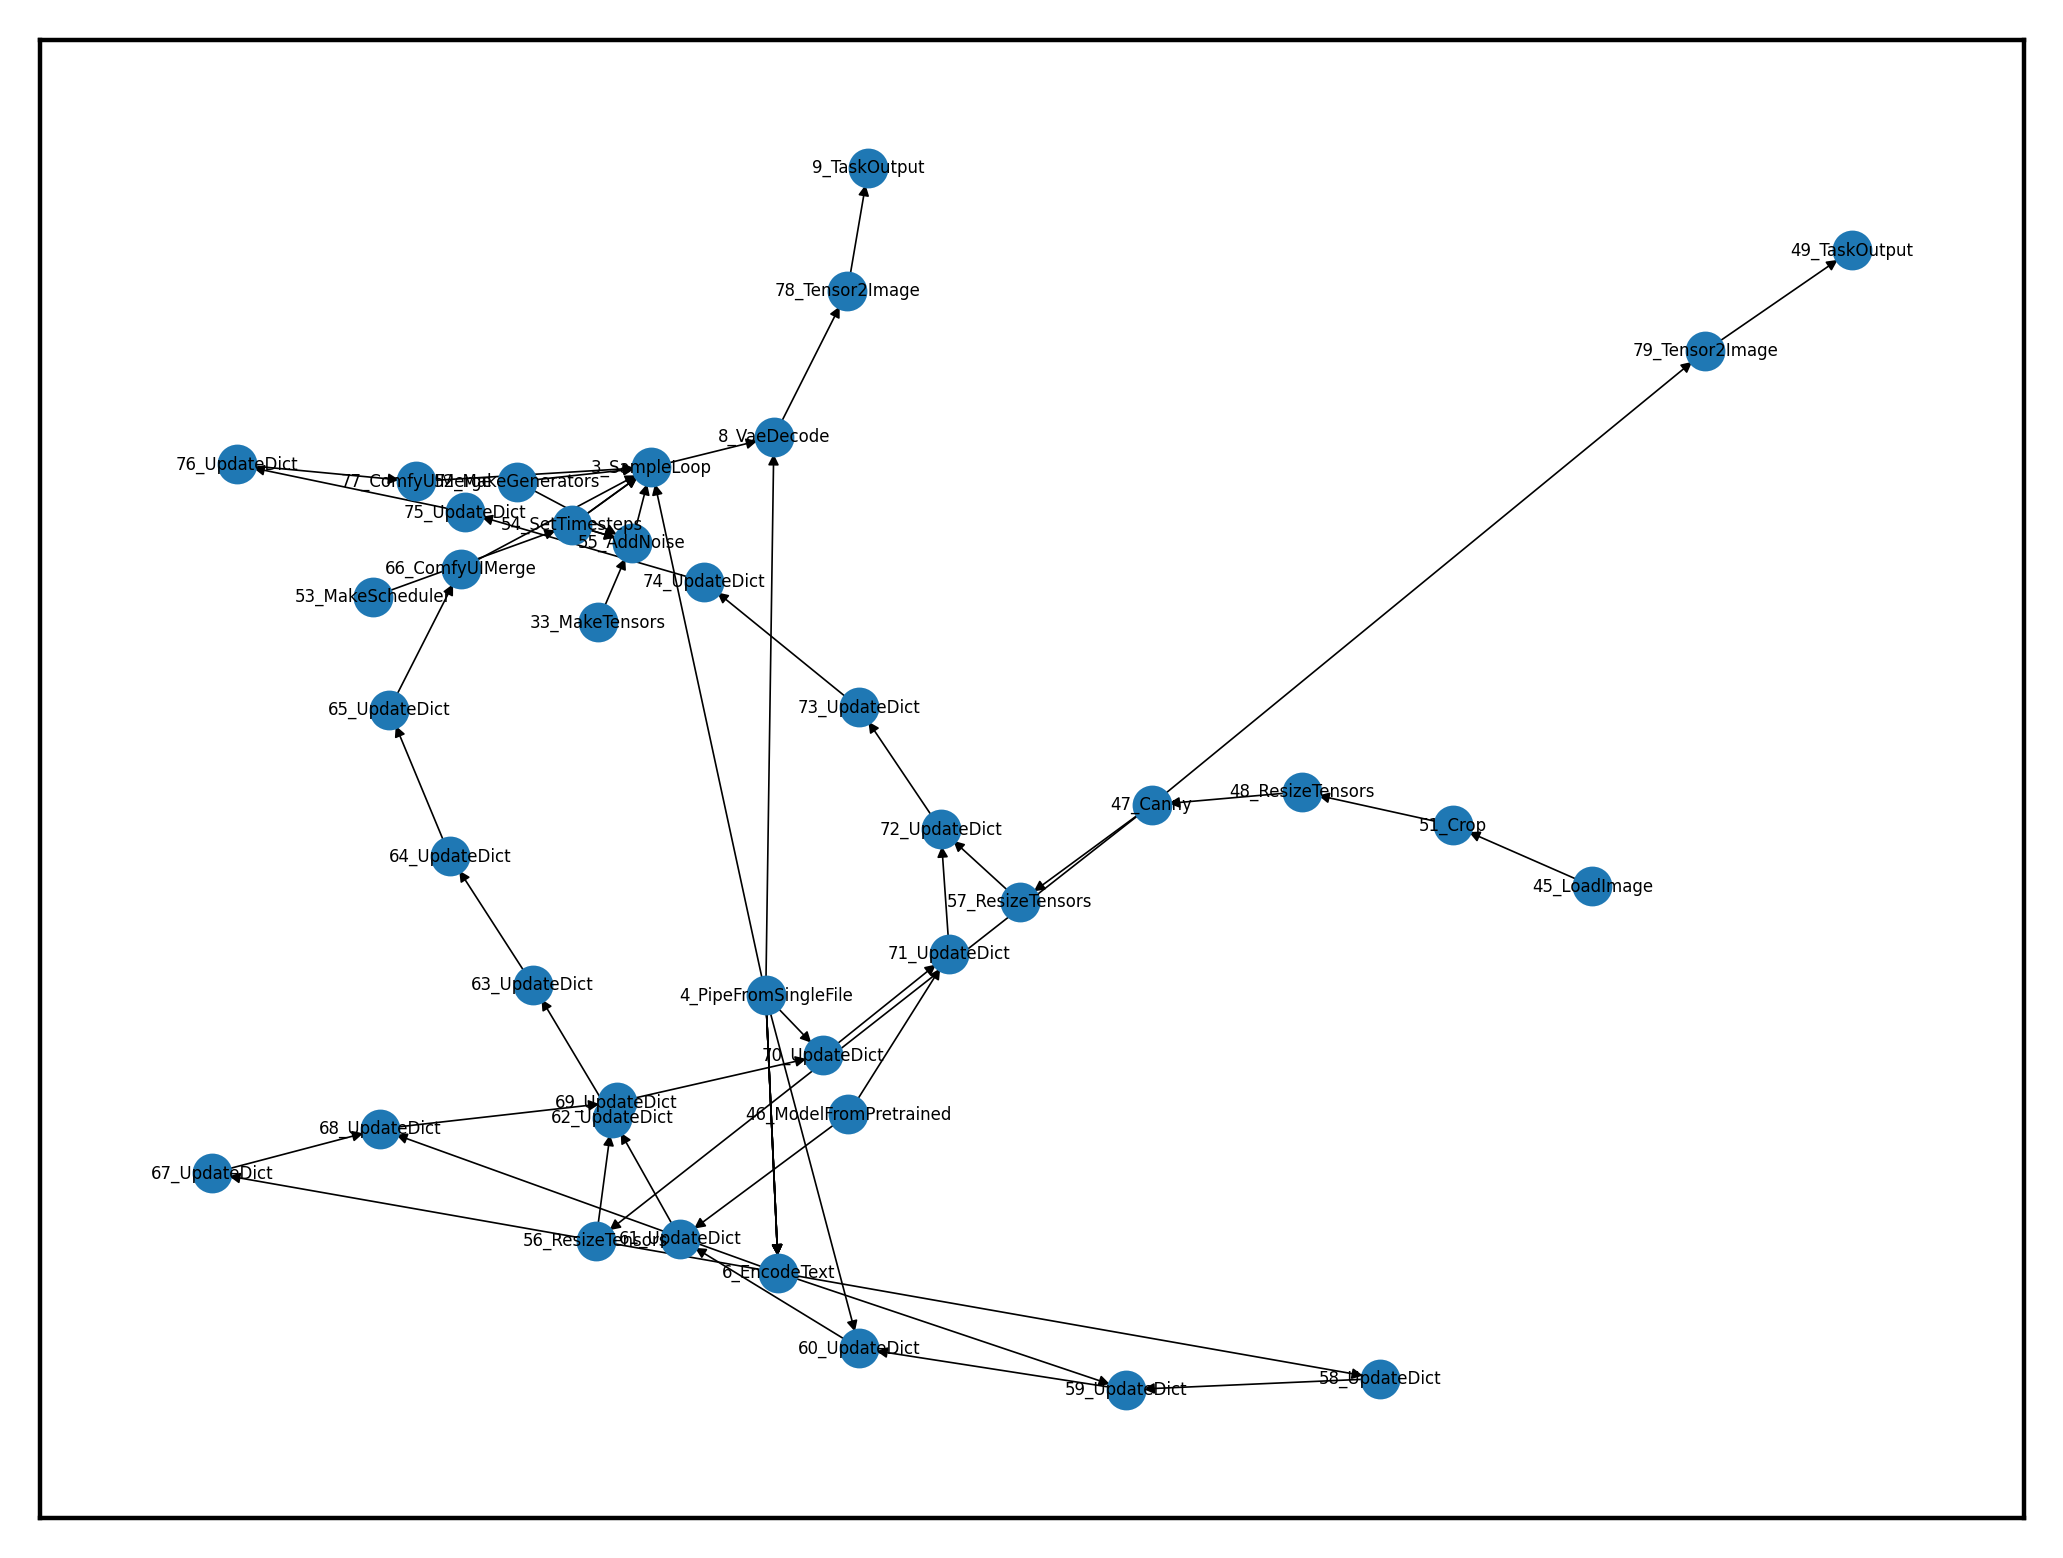 9_TaskOutput
49_TaskOutput
78_Tensor2Image
79_Tensor2Image
8_VaeDecode
76_UpdateDict
3_SampleLoop
77_ComfyUIMerge
52_MakeGenerators
75_UpdateDict
54_SetTimesteps
55_AddNoise
66_ComfyUIMerge
74_UpdateDict
53_MakeScheduler
33_MakeTensors
65_UpdateDict
73_UpdateDict
48_ResizeTensors
47_Canny
51_Crop
72_UpdateDict
64_UpdateDict
45_LoadImage
57_ResizeTensors
71_UpdateDict
63_UpdateDict
4_PipeFromSingleFile
70_UpdateDict
69_UpdateDict
46_ModelFromPretrained
62_UpdateDict
68_UpdateDict
67_UpdateDict
56_ResizeTensors
61_UpdateDict
6_EncodeText
60_UpdateDict
58_UpdateDict
59_UpdateDict